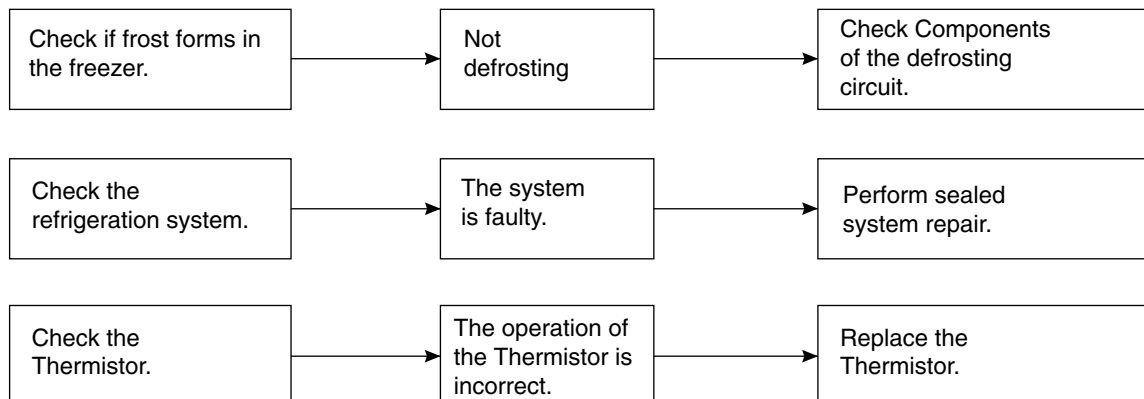 Check if frost forms in
the freezer.
Not
defrosting
Check Components
of the defrosting
circuit.
Check the
refrigeration system.
The system
is faulty.
Perform sealed
system repair.
Check the
Thermistor.
The operation of
the Thermistor is
incorrect.
Replace the
Thermistor.